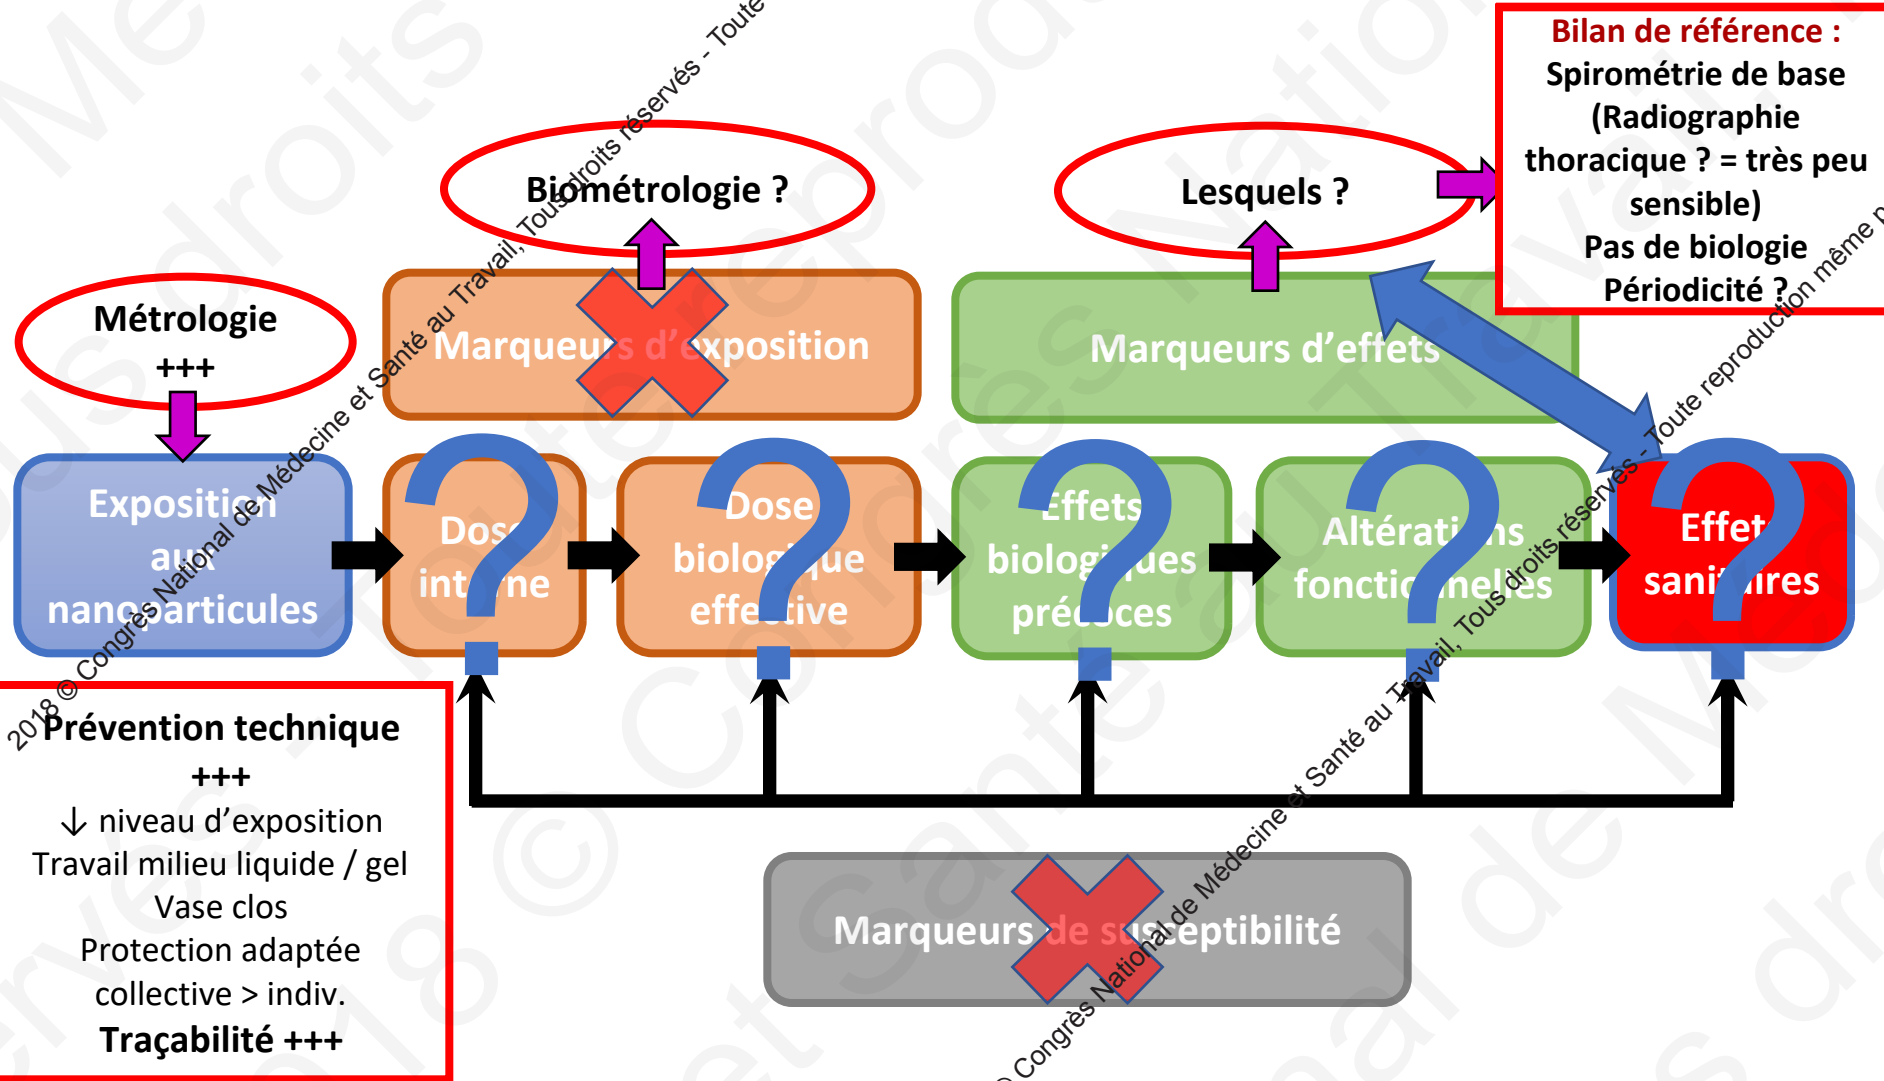 Bilan de référence :
Spirométrie de base
(Radiographie
thoracique ? = très peu
sensible)
Pas de biologie
Périodicité ?
Biométrologie ?
Lesquels ?
Métrologie
+++
Marqueurs d'exposition
Marqueurs d'effets
Exposition
aux
nanoparticules
Dose
interne
Dose
biologique
effective
Effets
biologiques
précoces
Altérations
fonctionnelles
Effets
sanitaires
?
?
?
?
?
Prévention technique
+++
↓ niveau d'exposition
Travail milieu liquide / gel
Vase clos
Protection adaptée
collective > indiv.
Traçabilité +++
Marqueurs de susceptibilité
2018 © Congrès National de Médecine et Santé au Travail, Tous droits réservés - Toute
© Congrès National de Médecine et Santé au Travail, Tous droits réservés - Toute reproduction même